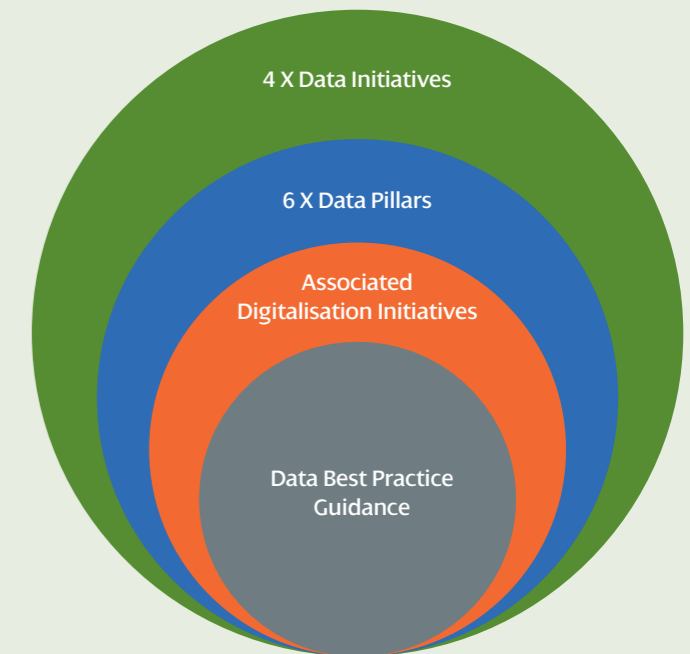 4 X Data Initiatives
6 X Data Pillars
Associated
Digitalisation Initiatives
Data Best Practice
Guidance